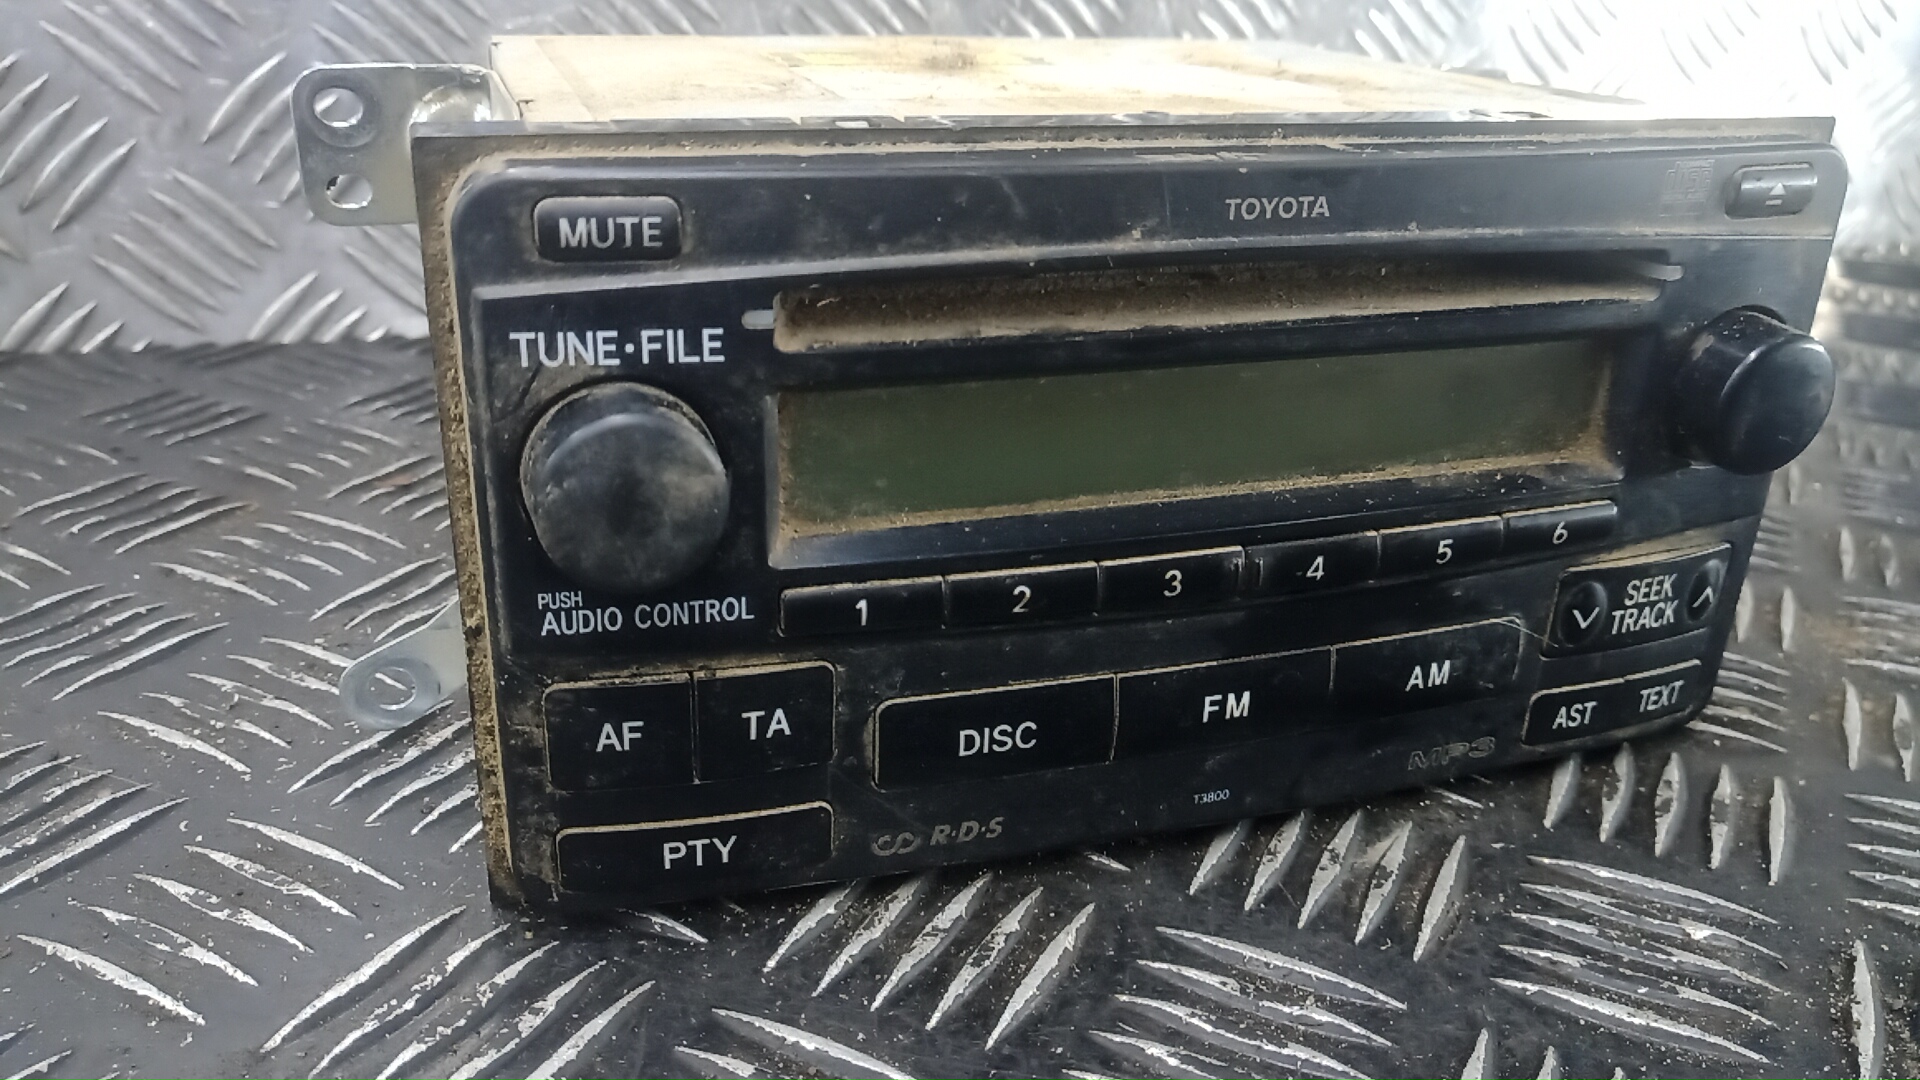 MUTE
TOYOTA
TUNE•FILE
PUSH
AUDIO CONTROL
1 2 3 4 5 6
SEEK
TRACK
AF TA
DISC FM AM
AST TEXT
MP3
T3800
PTY
R·D·S